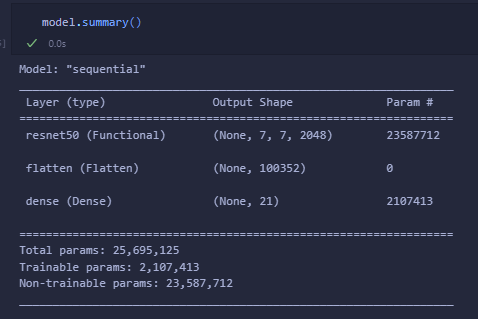 model.summary()
0.0s
Model: "sequential"
Layer (type) Output Shape Param #
resnet50 (Functional) (None, 7, 7, 2048) 23587712
flatten (Flatten) (None, 100352) 0
dense (Dense) (None, 21) 2107413
Total params: 25,695,125
Trainable params: 2,107,413
Non-trainable params: 23,587,712